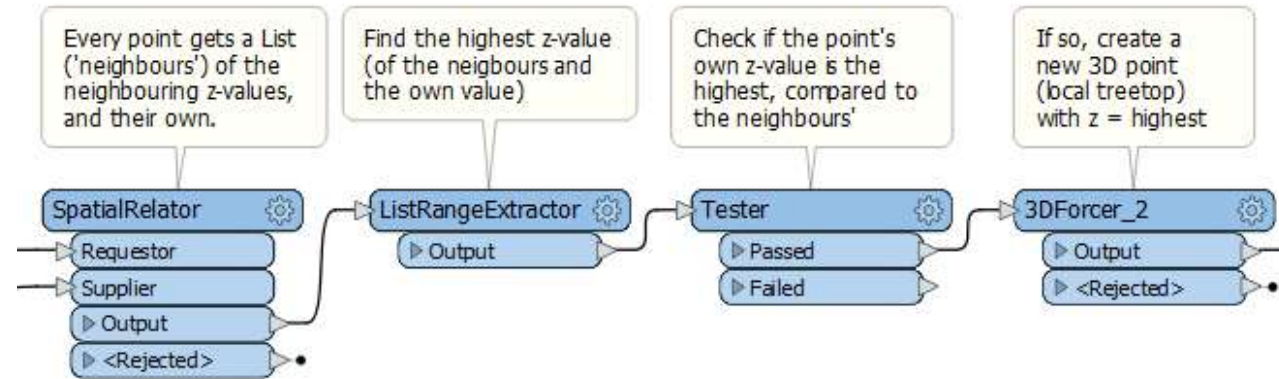 Every point gets a List
('neighbours') of the
neighbouring z-values,
and their own.
Find the highest z-value
(of the neigbours and
the own value)
Check if the point's
own z-value is the
highest, compared to
the neighbours'
If so, create a
new 3D point
(local treetop)
with z = highest
SpatialRelator
Requestor
Supplier
Output
<Rejected>
ListRangeExtractor
Output
Tester
Passed
Failed
3DForcer_2
Output
<Rejected>